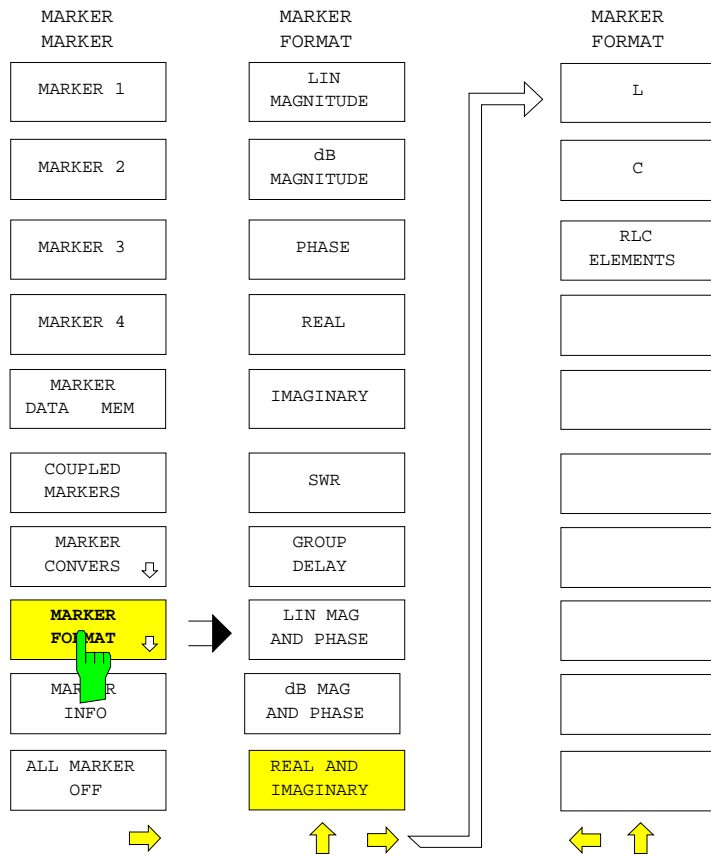 MARKER
MARKER
MARKER 1
MARKER 2
MARKER 3
MARKER 4
MARKER
DATA MEM
COUPLED
MARKERS
MARKER
CONVERS
MARKER
FORMAT
MARKER
INFO
ALL MARKER
OFF
MARKER
FORMAT
LIN
MAGNITUDE
dB
MAGNITUDE
PHASE
REAL
IMAGINARY
SWR
GROUP
DELAY
LIN MAG
AND PHASE
dB MAG
AND PHASE
REAL AND
IMAGINARY
MARKER
FORMAT
L
C
RLC
ELEMENTS